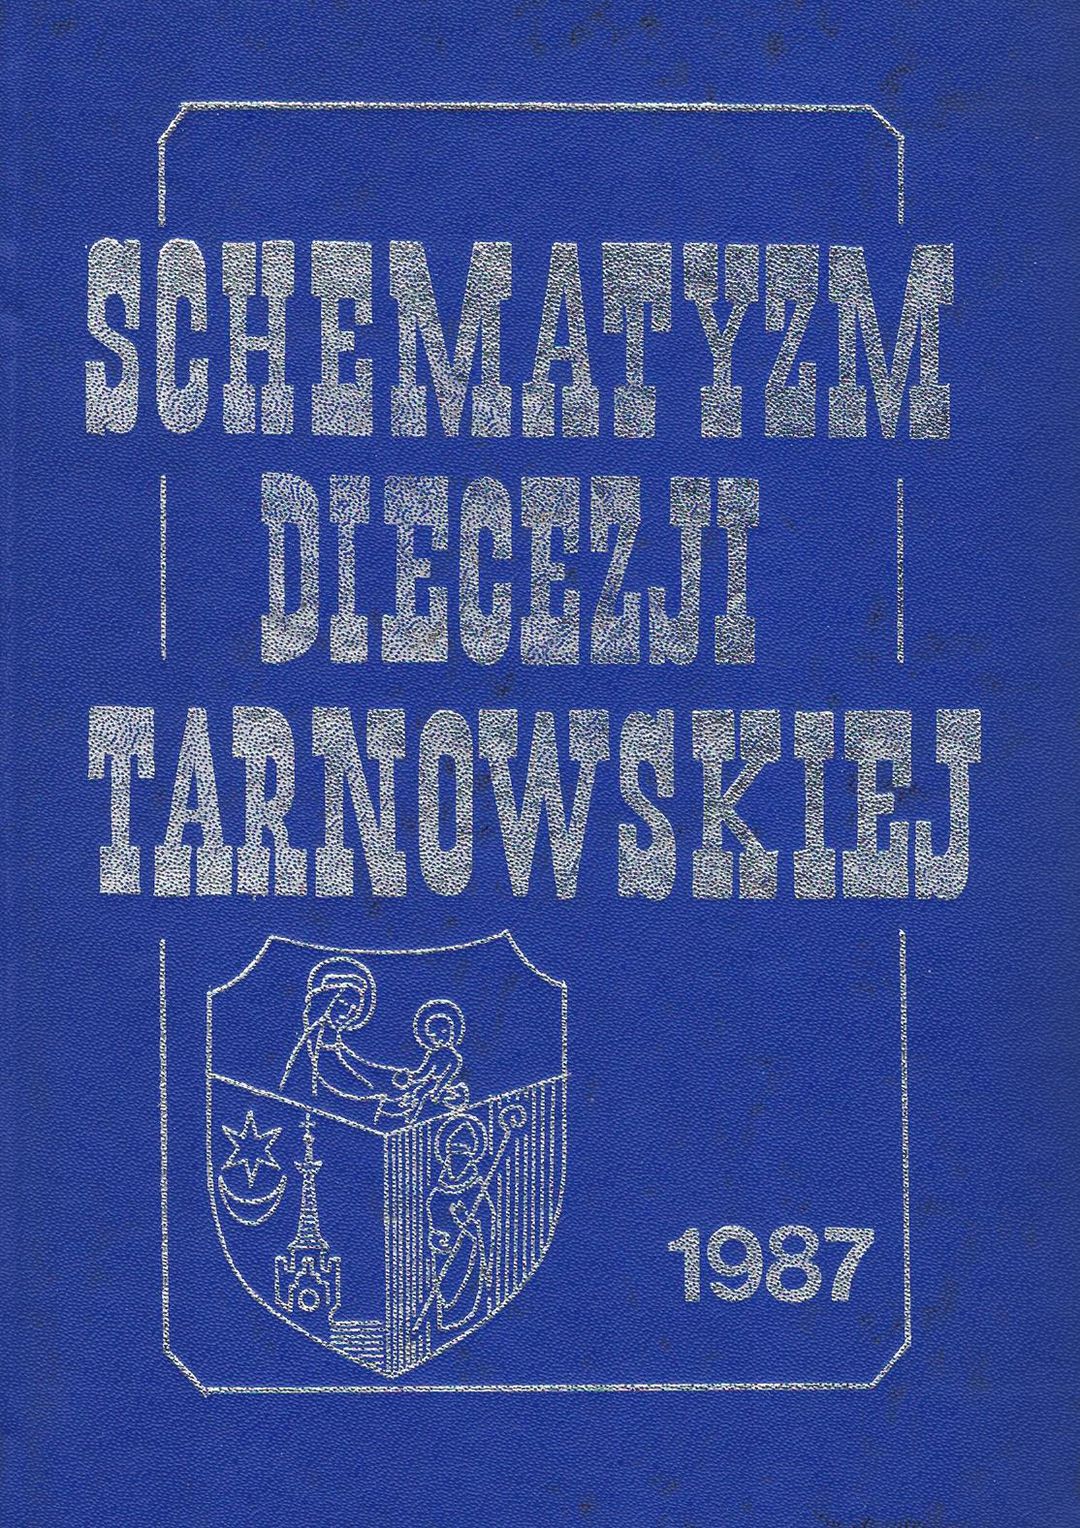 SCHEMATYZM
DIECEZJI
TARNOWSKIEJ
1987